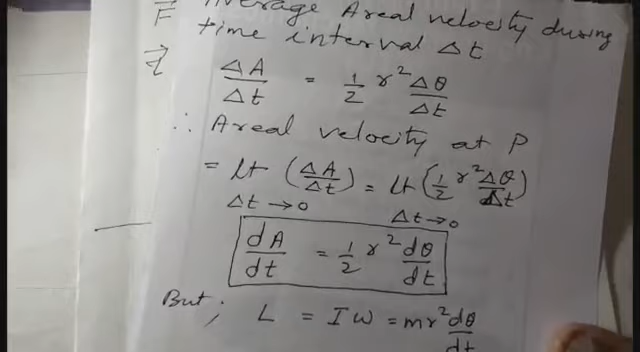 F⃗ Average Areal velocity during
time interval Δt
τ⃗
ΔA/Δt = 1/2 r² Δθ/Δt
∴ Areal velocity at P
= lt (ΔA/Δt) = lt (1/2 r² Δθ/Δt)
Δt→0 Δt→0
dA/dt = 1/2 r² dθ/dt
But; L = Iω = mr² dθ/dt